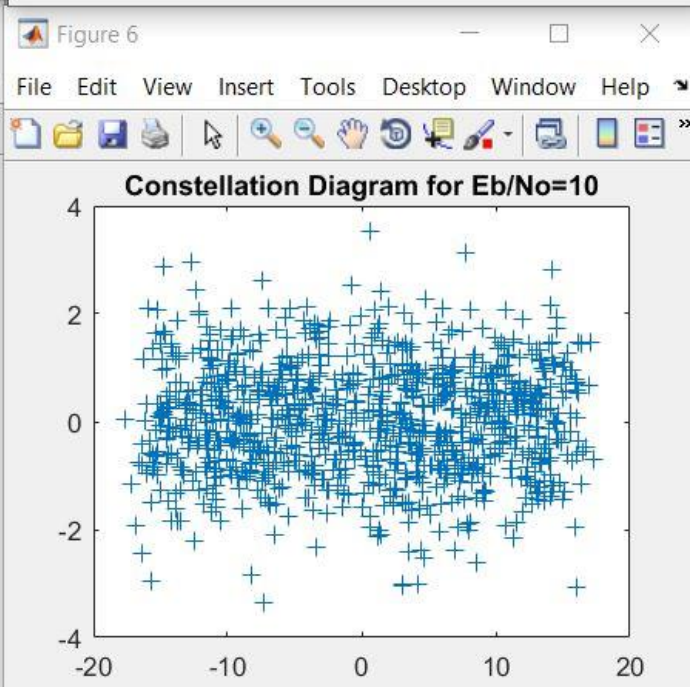 Figure 6
File Edit View Insert Tools Desktop Window Help
Constellation Diagram for Eb/No=10
4
2
0
-2
-4
-20 -10 0 10 20